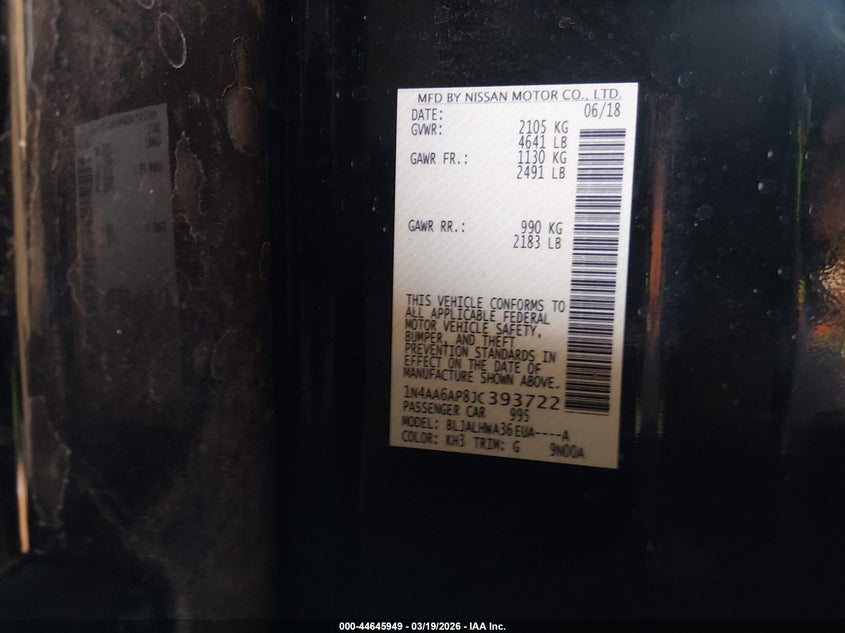 MFD BY NISSAN MOTOR CO., LTD.
DATE: 06/18
GVWR: 2105 KG
4641 LB
GAWR FR.: 1130 KG
2491 LB
GAWR RR.: 990 KG
2183 LB
THIS VEHICLE CONFORMS TO
ALL APPLICABLE FEDERAL
MOTOR VEHICLE SAFETY,
BUMPER, AND THEFT
PREVENTION STANDARDS IN
EFFECT ON THE DATE OF
MANUFACTURE SHOWN ABOVE.
1N4AA6AP8JC393722
PASSENGER CAR 995
MODEL: BLJALHWA36EUA----A
COLOR: KH3 TRIM: G 9N00A
000-44645949 - 03/19/2026 - IAA Inc.